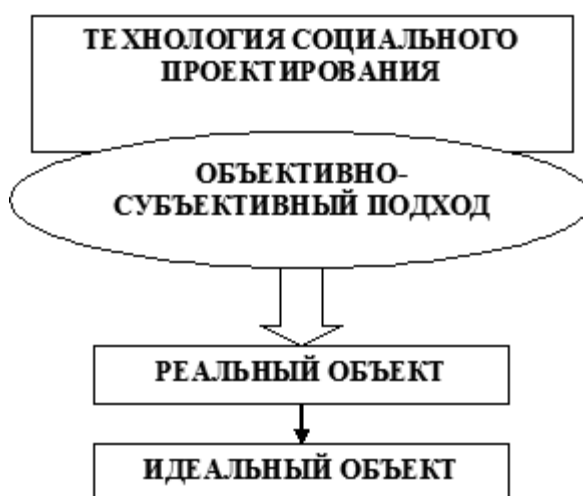 ТЕХНОЛОГИЯ СОЦИАЛЬНОГО
ПРОЕКТИРОВАНИЯ
ОБЪЕКТИВНО-
СУБЪЕКТИВНЫЙ ПОДХОД
РЕАЛЬНЫЙ ОБЪЕКТ
ИДЕАЛЬНЫЙ ОБЪЕКТ